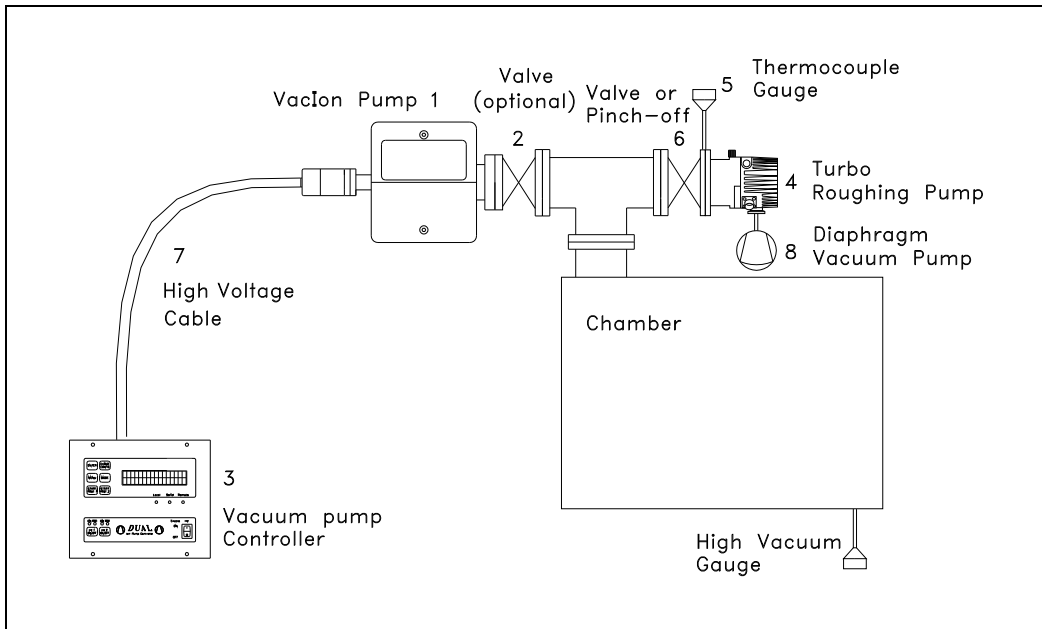 VacIon Pump 1
Valve
(optional)
2
Valve or
Pinch-off
6
5
Thermocouple
Gauge
4
Turbo
Roughing Pump
8
Diaphragm
Vacuum Pump
7
High Voltage
Cable
Chamber
3
Vacuum pump
Controller
DUAL
High Vacuum
Gauge